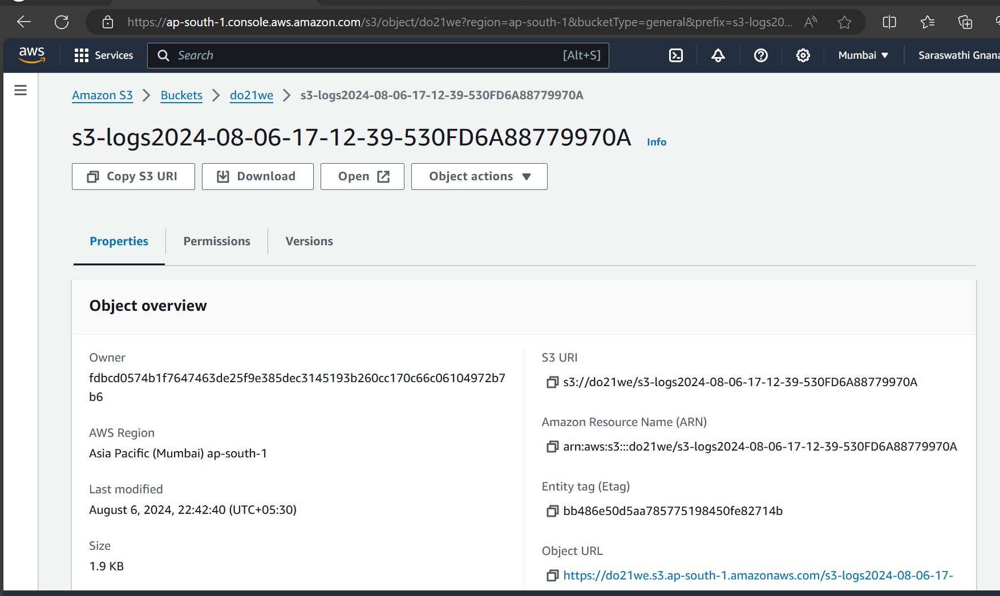 https://ap-south-1.console.aws.amazon.com/s3/object/do21we?region=ap-south-1&bucketType=general&prefix=s3-logs20...
aws
Services
Search
[Alt+S]
Mumbai
Saraswathi Gnana
Amazon S3
Buckets
do21we
s3-logs2024-08-06-17-12-39-530FD6A88779970A
s3-logs2024-08-06-17-12-39-530FD6A88779970A
Info
Copy S3 URI
Download
Open
Object actions
Properties
Permissions
Versions
Object overview
Owner
fdbcd0574b1f7647463de25f9e385dec3145193b260cc170c66c06104972b7
b6
AWS Region
Asia Pacific (Mumbai) ap-south-1
Last modified
August 6, 2024, 22:42:40 (UTC+05:30)
Size
1.9 KB
S3 URI
s3://do21we/s3-logs2024-08-06-17-12-39-530FD6A88779970A
Amazon Resource Name (ARN)
arn:aws:s3:::do21we/s3-logs2024-08-06-17-12-39-530FD6A88779970A
Entity tag (Etag)
bb486e50d5aa785775198450fe82714b
Object URL
https://do21we.s3.ap-south-1.amazonaws.com/s3-logs2024-08-06-17-